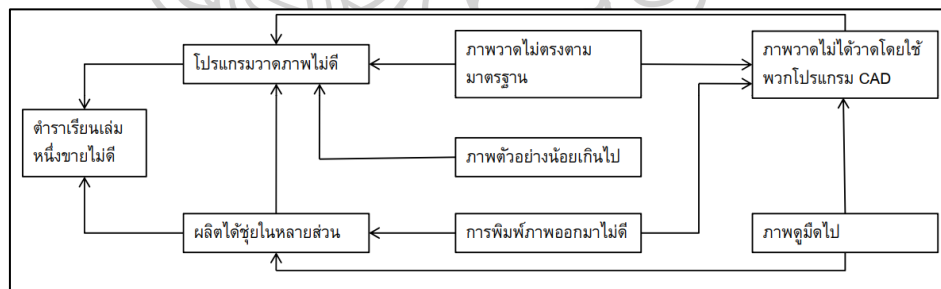 โปรแกรมวาดภาพไม่ดี
ภาพวาดไม่ตรงตาม
มาตรฐาน
ภาพวาดไม่ได้วาดโดยใช้
พวกโปรแกรม CAD
ตำราเรียนเล่ม
หนึ่งขายไม่ดี
ภาพตัวอย่างน้อยเกินไป
ผลิตได้ชุ่ยในหลายส่วน
การพิมพ์ภาพออกมาไม่ดี
ภาพดูมืดไป